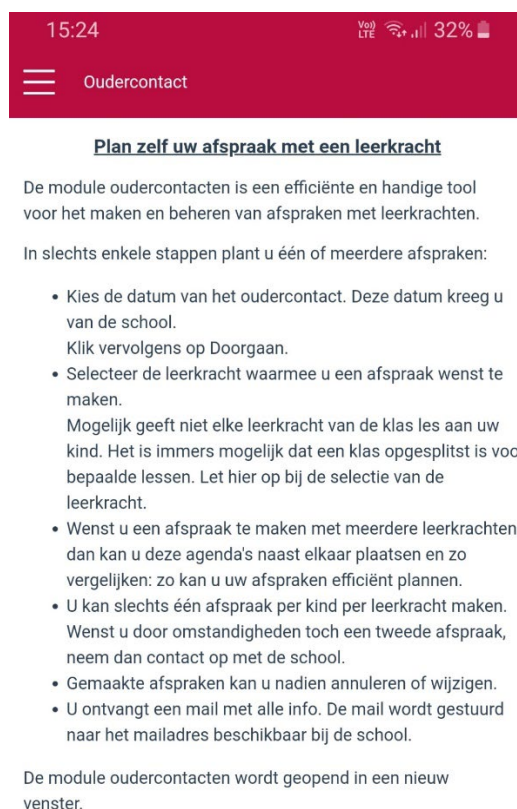 15:24 Vo)) LTE 32%
Oudercontact
Plan zelf uw afspraak met een leerkracht
De module oudercontacten is een efficiënte en handige tool
voor het maken en beheren van afspraken met leerkrachten.
In slechts enkele stappen plant u één of meerdere afspraken:
• Kies de datum van het oudercontact. Deze datum kreeg u
van de school.
Klik vervolgens op Doorgaan.
• Selecteer de leerkracht waarmee u een afspraak wenst te
maken.
Mogelijk geeft niet elke leerkracht van de klas les aan uw
kind. Het is immers mogelijk dat een klas opgesplitst is voo
bepaalde lessen. Let hier op bij de selectie van de
leerkracht.
• Wenst u een afspraak te maken met meerdere leerkrachten
dan kan u deze agenda's naast elkaar plaatsen en zo
vergelijken: zo kan u uw afspraken efficiënt plannen.
• U kan slechts één afspraak per kind per leerkracht maken.
Wenst u door omstandigheden toch een tweede afspraak,
neem dan contact op met de school.
• Gemaakte afspraken kan u nadien annuleren of wijzigen.
• U ontvangt een mail met alle info. De mail wordt gestuurd
naar het mailadres beschikbaar bij de school.
De module oudercontacten wordt geopend in een nieuw
venster.